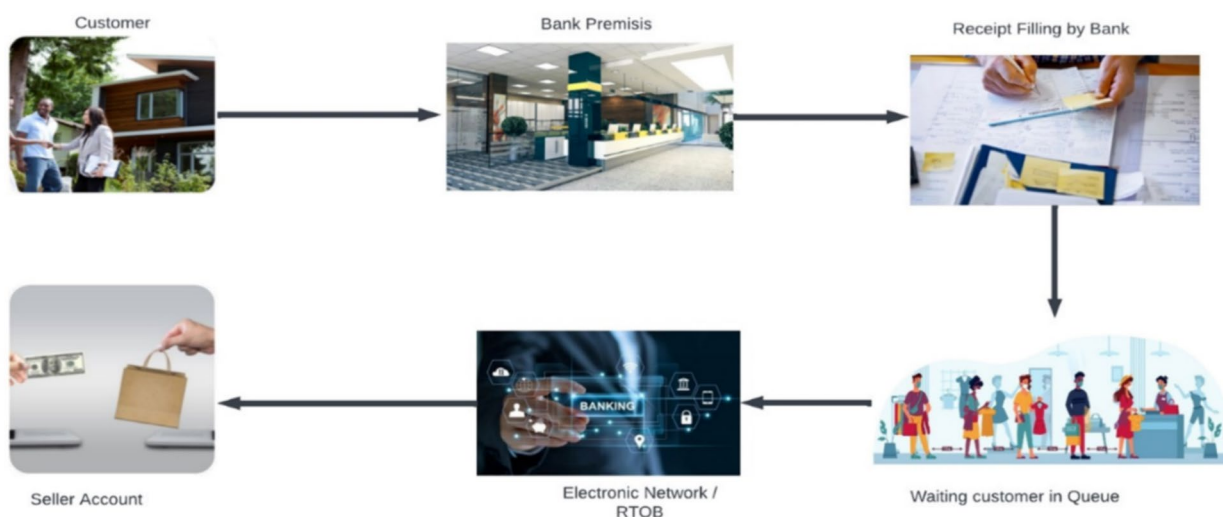 Customer
Bank Premisis
Receipt Filling by Bank
BANKING
Seller Account
Electronic Network /
RTOB
Waiting customer in Queue